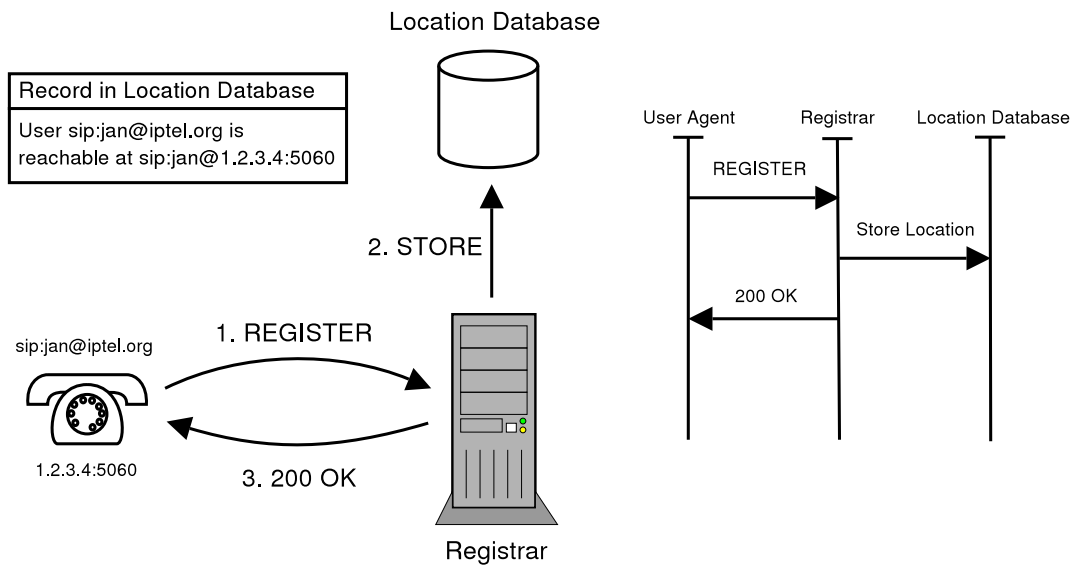 Location Database
Record in Location Database
User sip:jan@iptel.org is
reachable at sip:jan@1.2.3.4:5060
2. STORE
1. REGISTER
sip:jan@iptel.org
1.2.3.4:5060
3. 200 OK
Registrar
User Agent
Registrar
Location Database
REGISTER
Store Location
200 OK